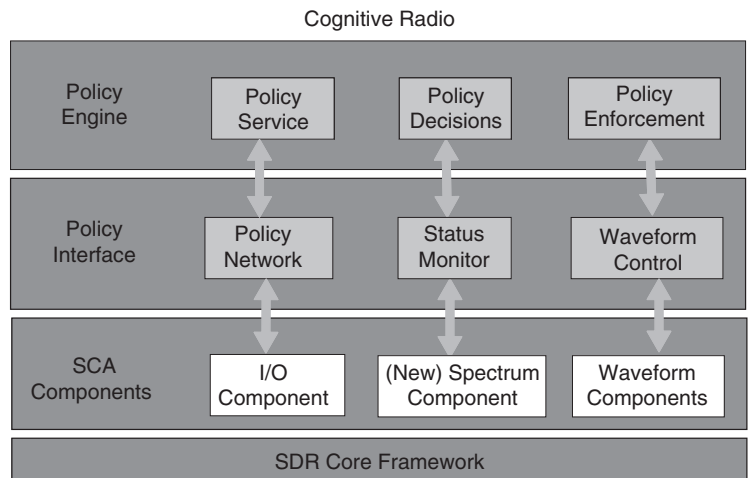 Cognitive Radio
Policy
Engine
Policy
Service
Policy
Decisions
Policy
Enforcement
Policy
Interface
Policy
Network
Status
Monitor
Waveform
Control
SCA
Components
I/O
Component
(New) Spectrum
Component
Waveform
Components
SDR Core Framework